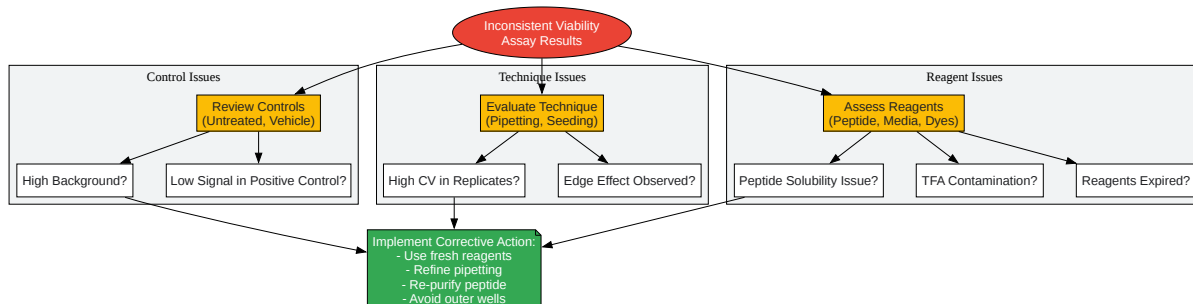 Inconsistent Viability
Assay Results
Control Issues
Technique Issues
Reagent Issues
Review Controls
(Untreated, Vehicle)
Evaluate Technique
(Pipetting, Seeding)
Assess Reagents
(Peptide, Media, Dyes)
High Background?
Low Signal in Positive Control?
High CV in Replicates?
Edge Effect Observed?
Peptide Solubility Issue?
TFA Contamination?
Reagents Expired?
Implement Corrective Action:
- Use fresh reagents
- Refine pipetting
- Re-purify peptide
- Avoid outer wells